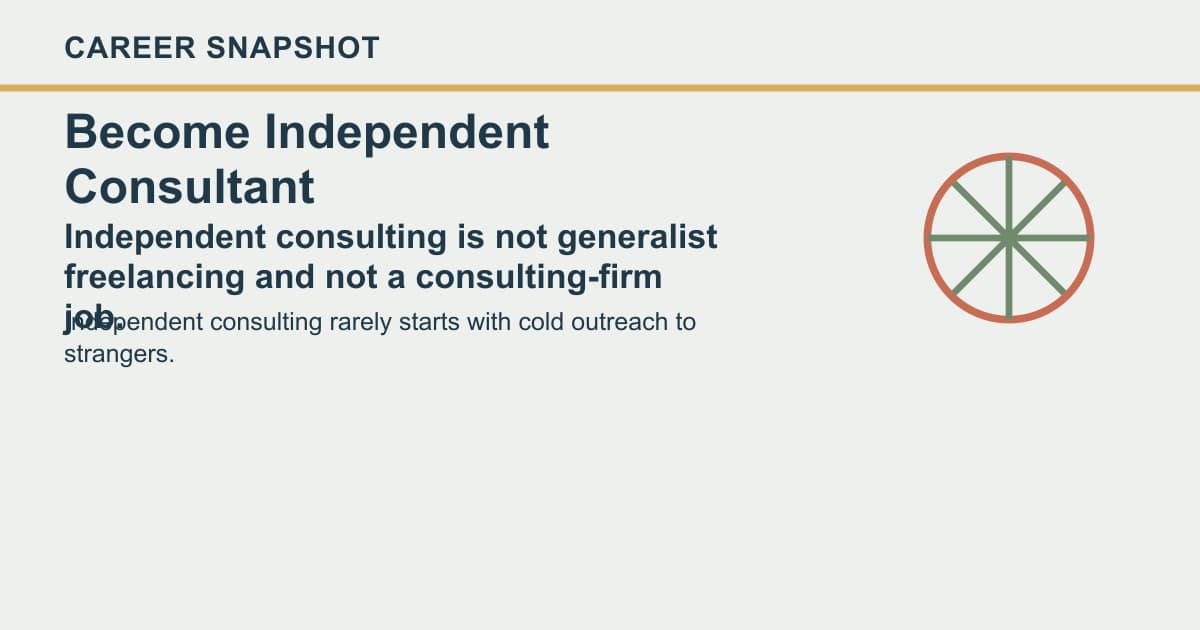 CAREER SNAPSHOT
Become Independent
Consultant
Independent consulting is not generalist
freelancing and not a consulting-firm
job.
Independent consulting rarely starts with cold outreach to
strangers.